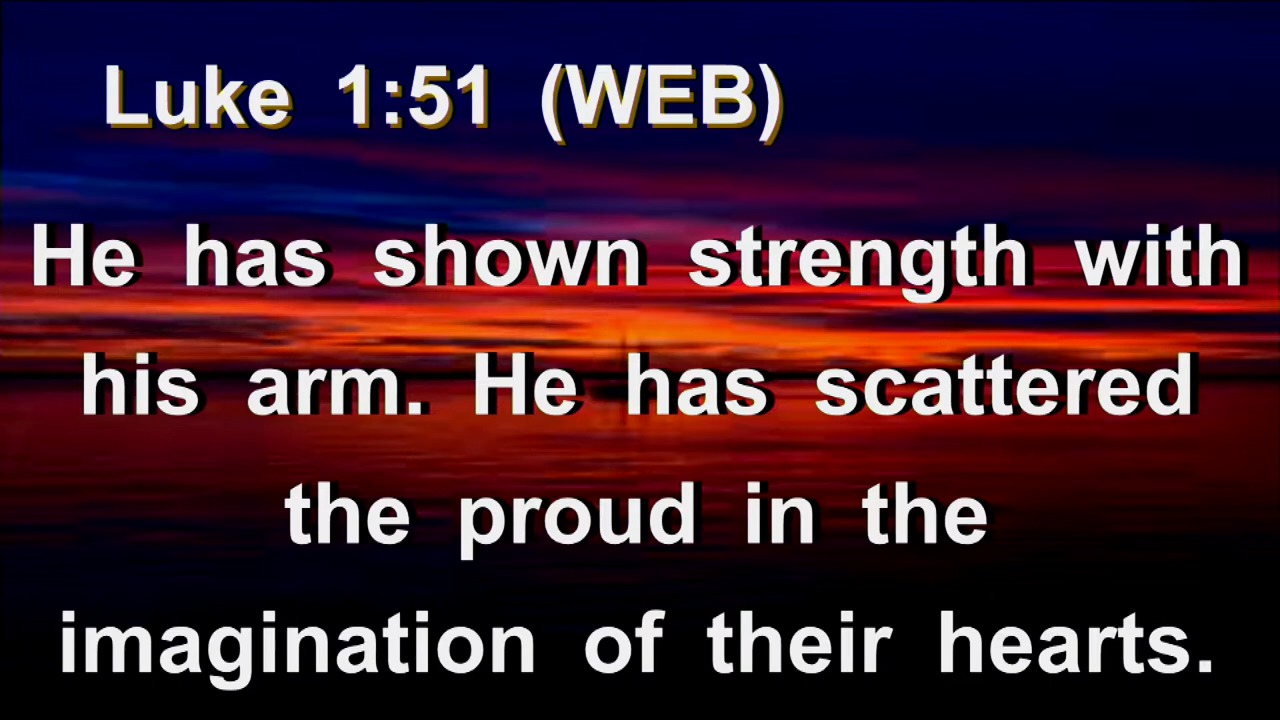 Luke 1:51 (WEB)
He has shown strength with
his arm. He has scattered
the proud in the
imagination of their hearts.